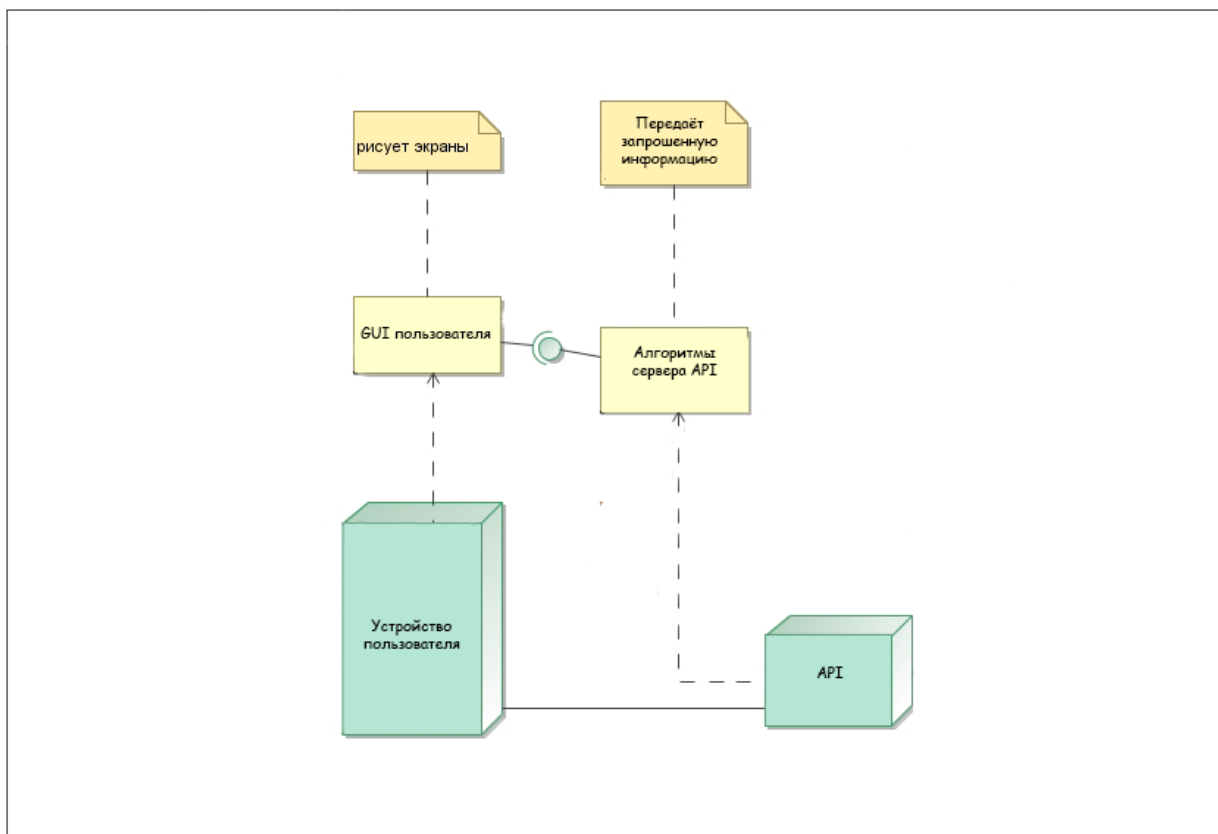 рисует экраны
Передаёт
запрошенную
информацию
GUI пользователя
Алгоритмы
сервера API
Устройство
пользователя
API